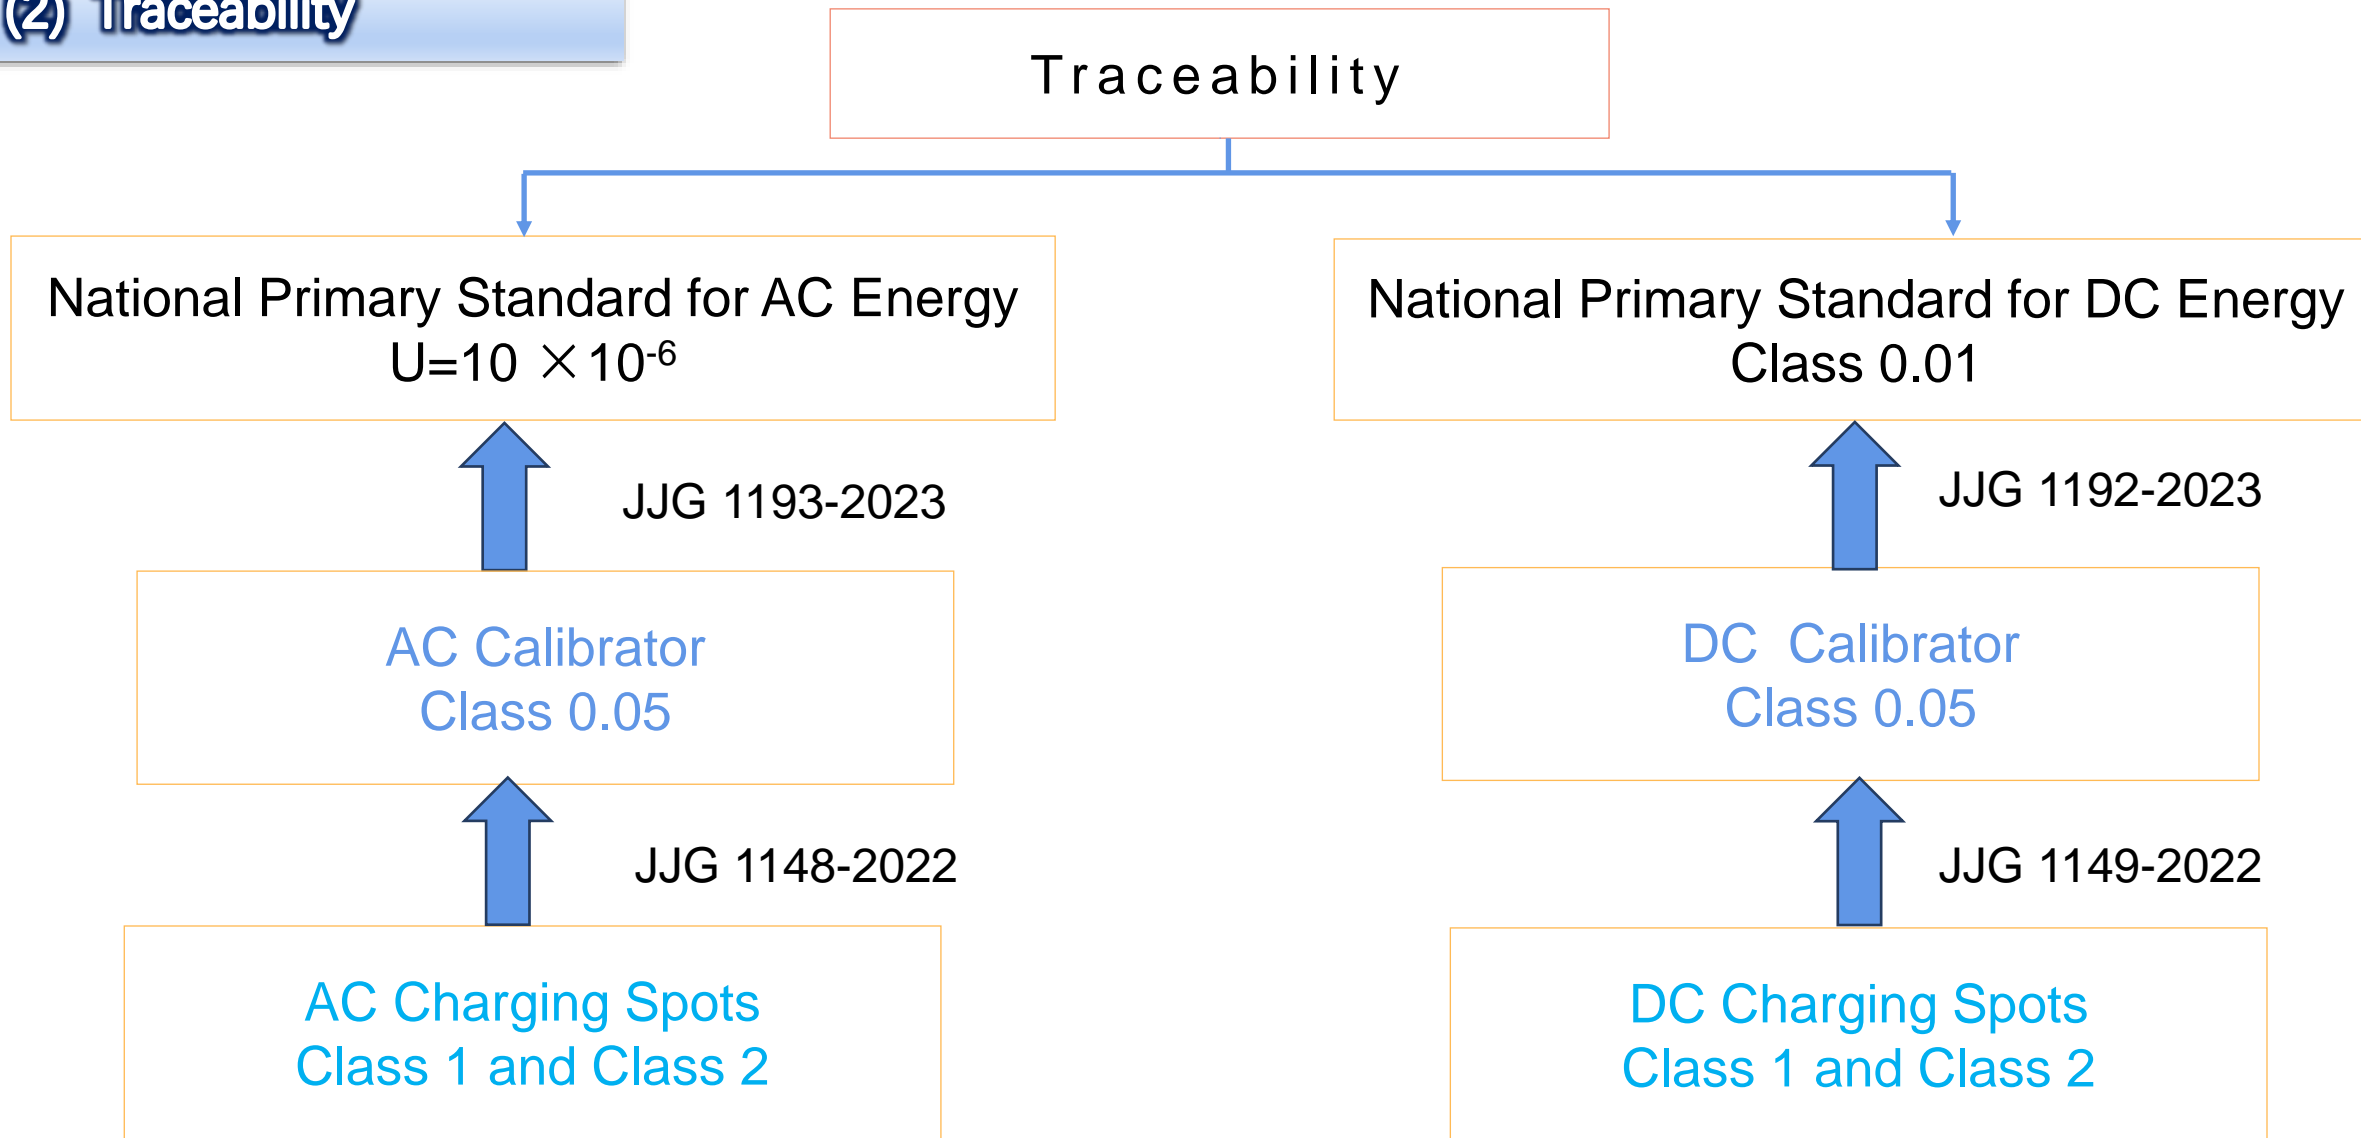 (2) Traceability
Traceability
National Primary Standard for AC Energy
U=10 ×10⁻⁶
National Primary Standard for DC Energy
Class 0.01
JJG 1193-2023
JJG 1192-2023
AC Calibrator
Class 0.05
DC Calibrator
Class 0.05
JJG 1148-2022
JJG 1149-2022
AC Charging Spots
Class 1 and Class 2
DC Charging Spots
Class 1 and Class 2